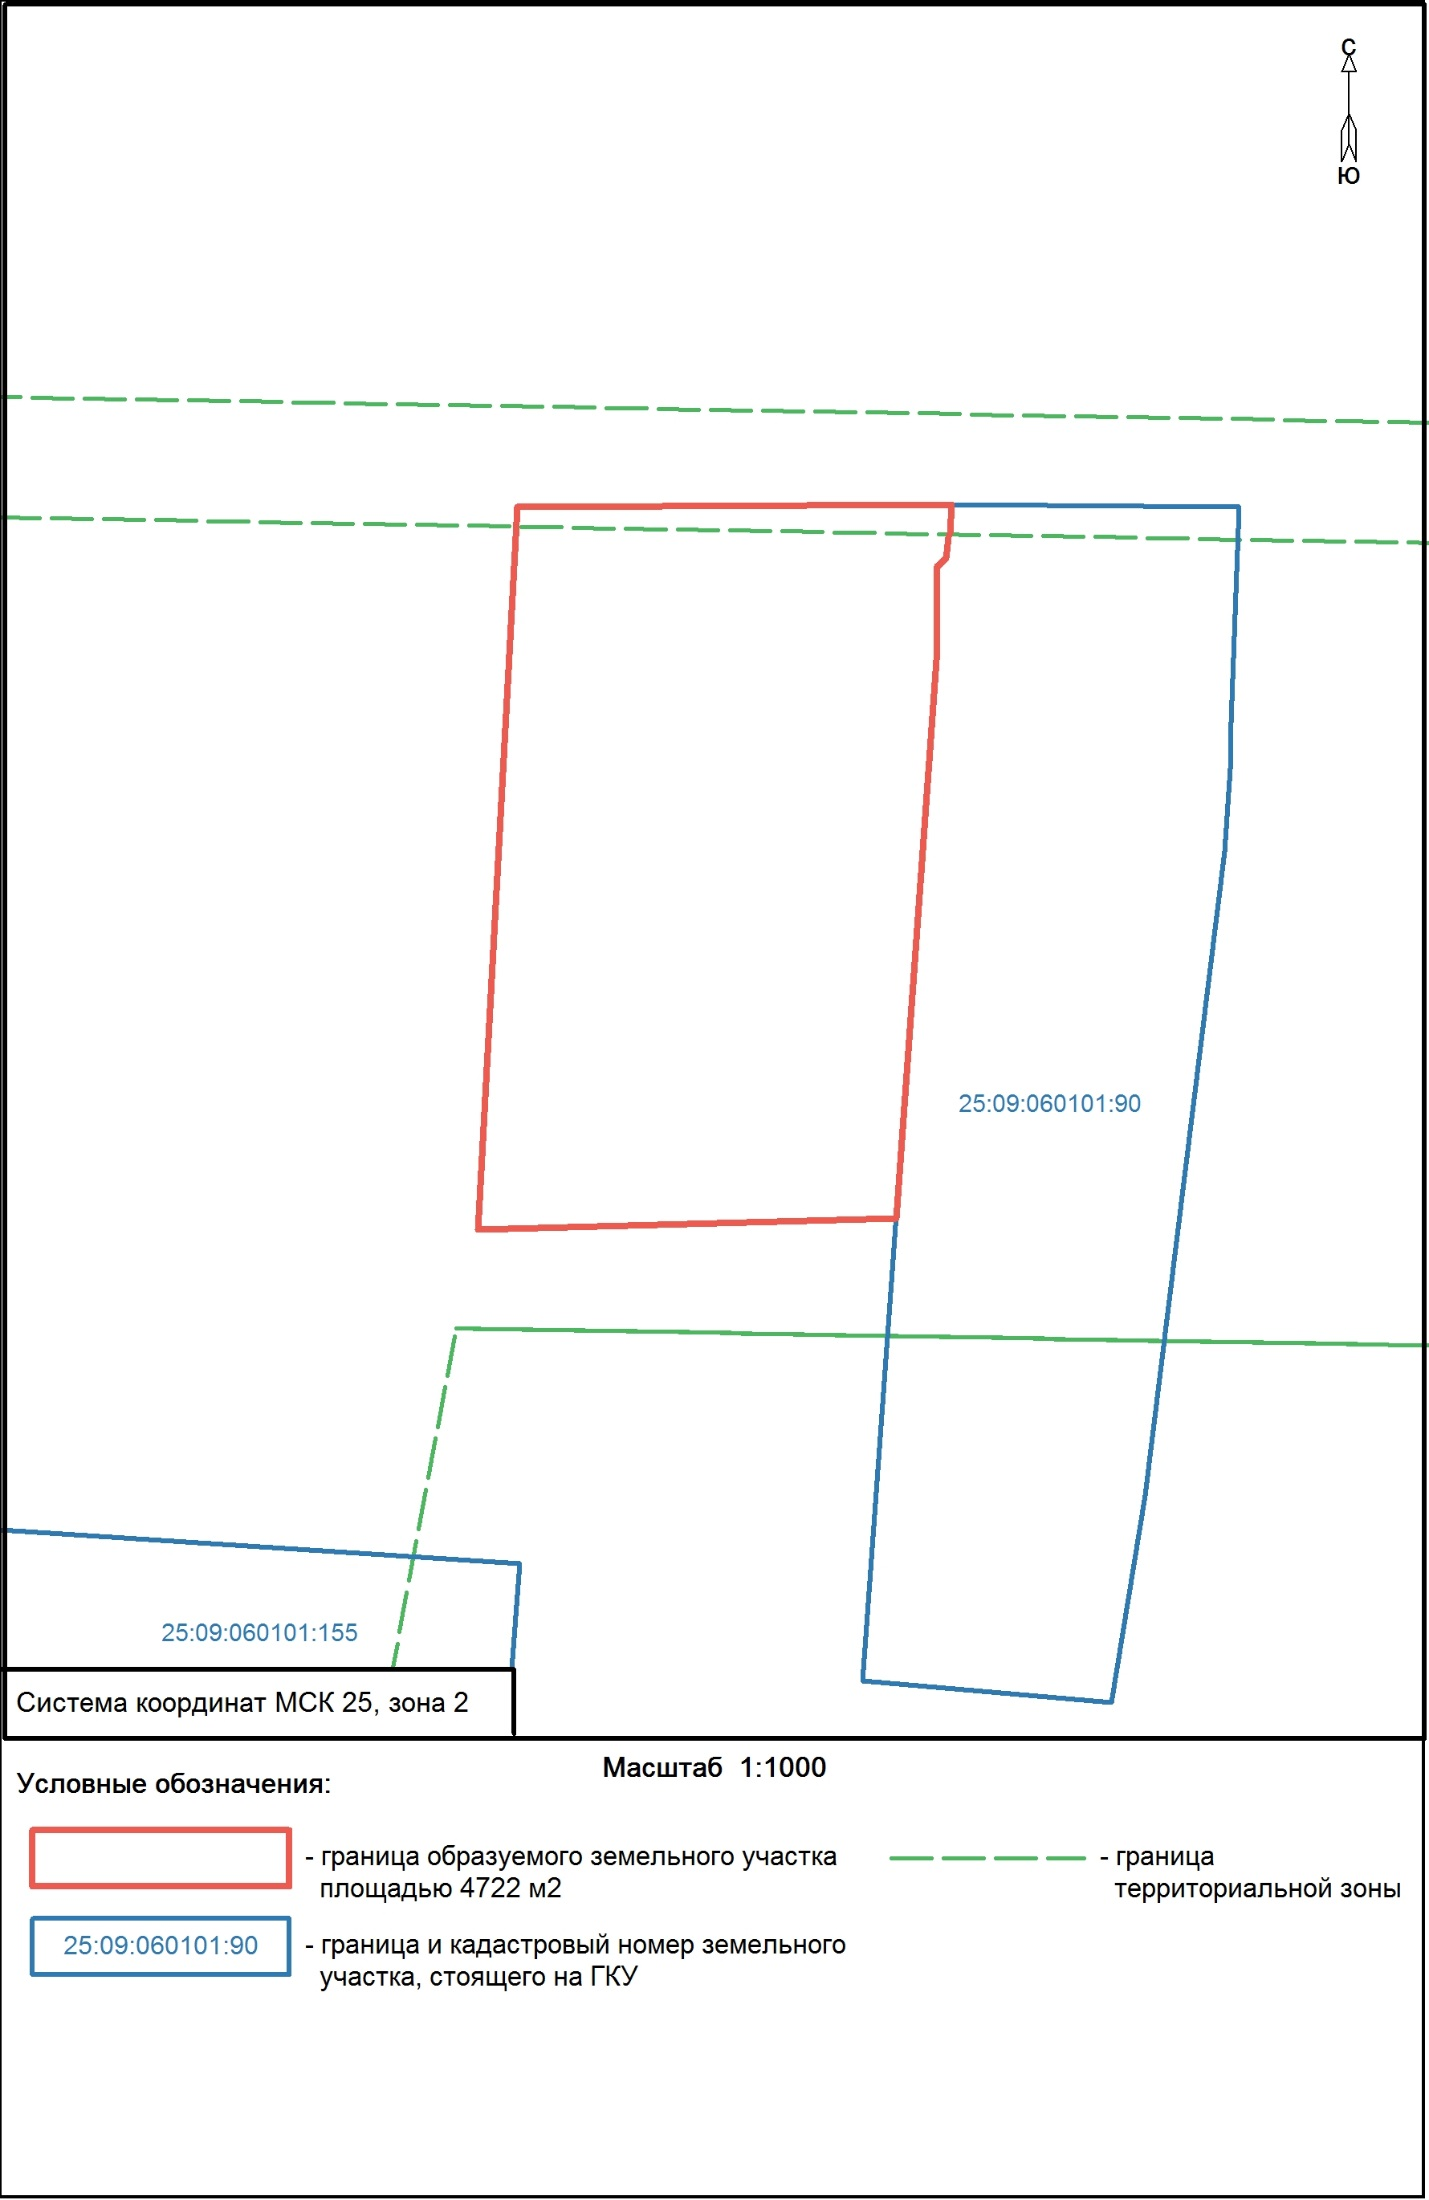 С
Ю
25:09:060101:90
25:09:060101:155
Система координат МСК 25, зона 2
Масштаб 1:1000
Условные обозначения:
- граница образуемого земельного участка
площадью 4722 м2
- граница
территориальной зоны
25:09:060101:90
- граница и кадастровый номер земельного
участка, стоящего на ГКУ